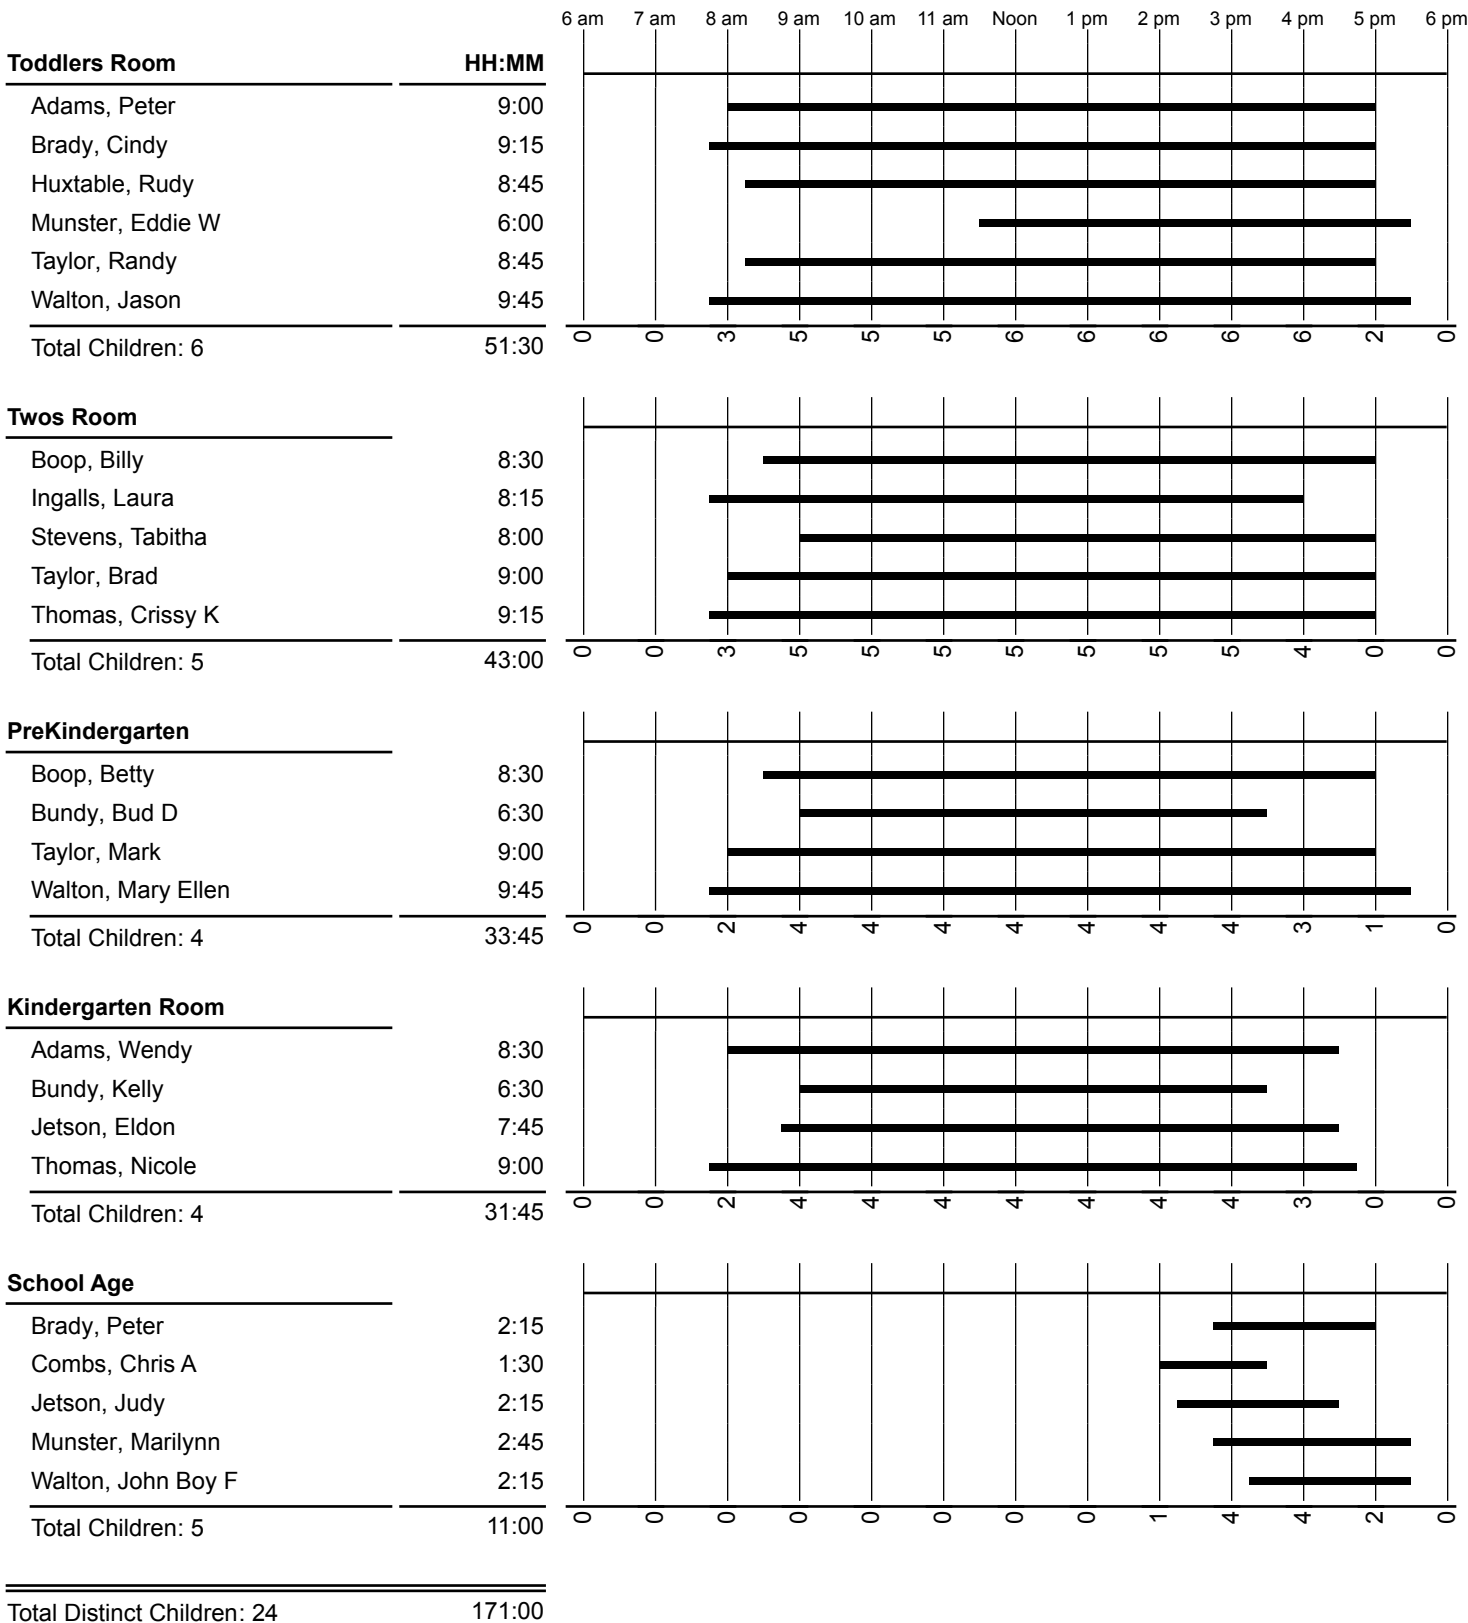 6 am 7 am 8 am 9 am 10 am 11 am Noon 1 pm 2 pm 3 pm 4 pm 5 pm 6 pm
Toddlers Room HH:MM
Adams, Peter 9:00
Brady, Cindy 9:15
Huxtable, Rudy 8:45
Munster, Eddie W 6:00
Taylor, Randy 8:45
Walton, Jason 9:45
Total Children: 6 51:30 0 0 3 5 5 5 6 6 6 6 6 2 0
Twos Room
Boop, Billy 8:30
Ingalls, Laura 8:15
Stevens, Tabitha 8:00
Taylor, Brad 9:00
Thomas, Crissy K 9:15
Total Children: 5 43:00 0 0 3 5 5 5 5 5 5 5 4 0 0
PreKindergarten
Boop, Betty 8:30
Bundy, Bud D 6:30
Taylor, Mark 9:00
Walton, Mary Ellen 9:45
Total Children: 4 33:45 0 0 2 4 4 4 4 4 4 4 3 1 0
Kindergarten Room
Adams, Wendy 8:30
Bundy, Kelly 6:30
Jetson, Eldon 7:45
Thomas, Nicole 9:00
Total Children: 4 31:45 0 0 2 4 4 4 4 4 4 4 3 0 0
School Age
Brady, Peter 2:15
Combs, Chris A 1:30
Jetson, Judy 2:15
Munster, Marilynn 2:45
Walton, John Boy F 2:15
Total Children: 5 11:00 0 0 0 0 0 0 0 0 1 4 4 2 0
Total Distinct Children: 24 171:00